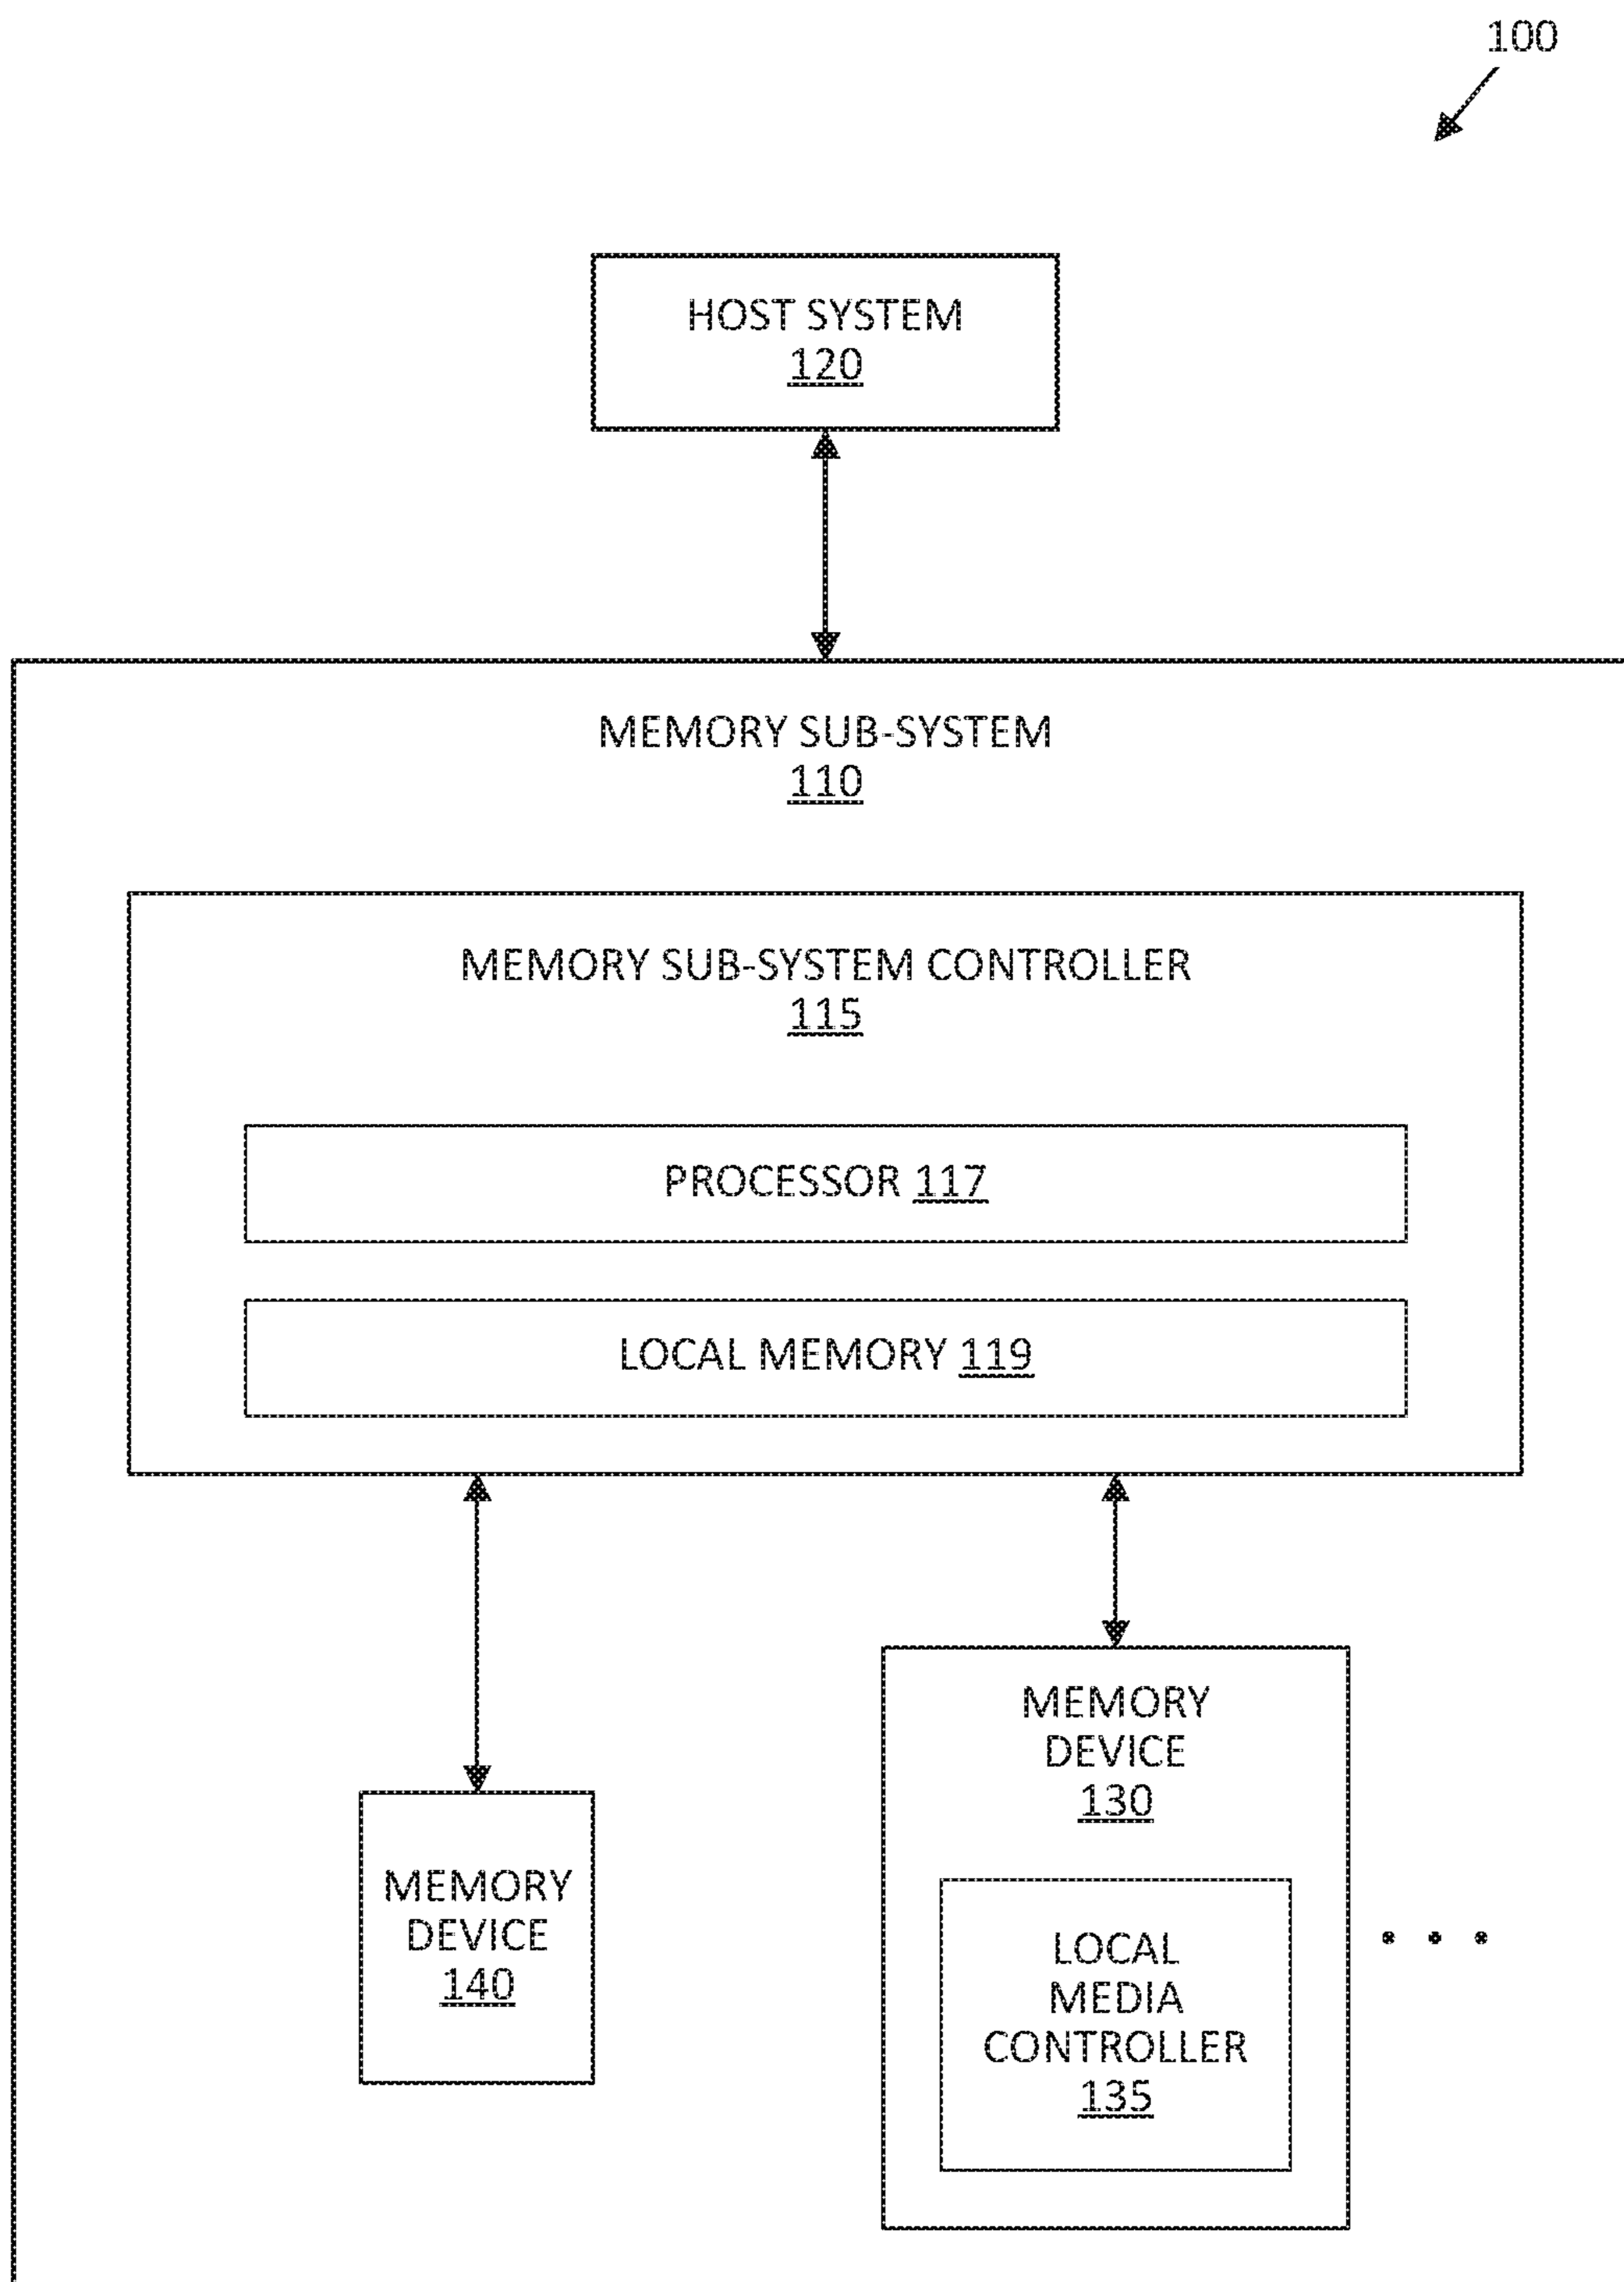 100
HOST SYSTEM
120
MEMORY SUB-SYSTEM
110
MEMORY SUB-SYSTEM CONTROLLER
115
PROCESSOR 117
LOCAL MEMORY 119
MEMORY
DEVICE
140
MEMORY
DEVICE
130
LOCAL
MEDIA
CONTROLLER
135